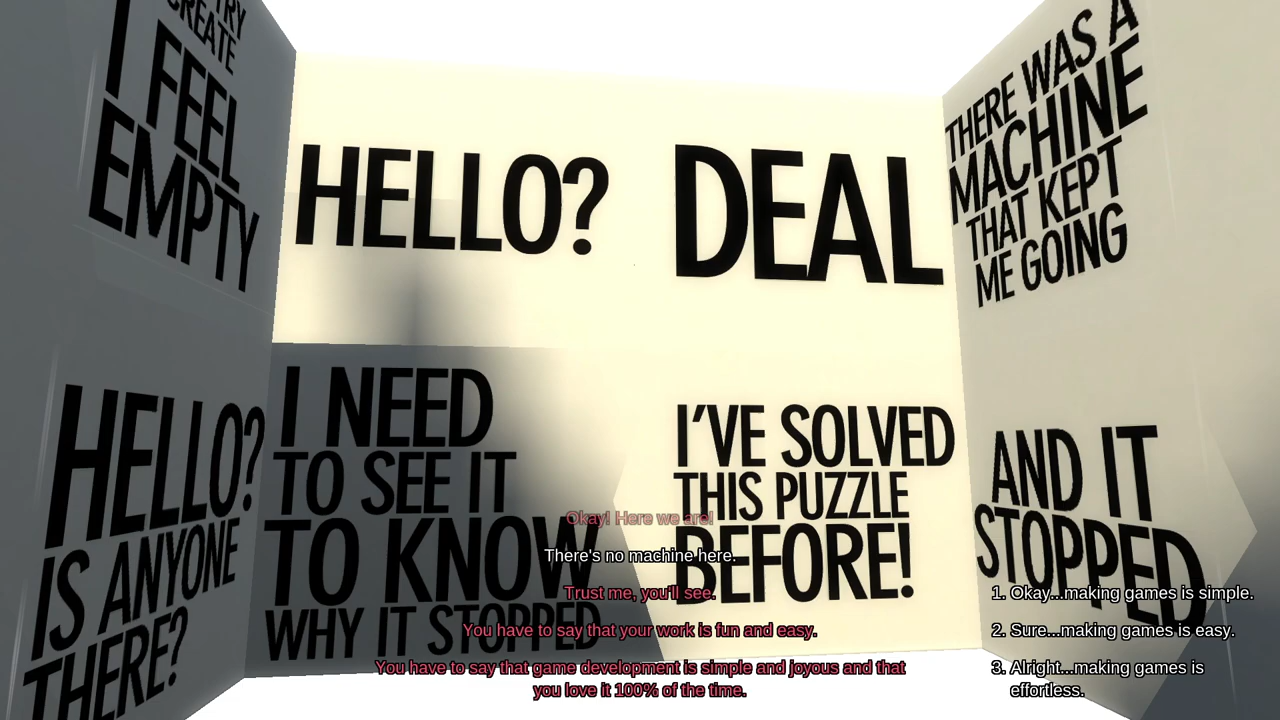 TRY
CREATE
I FEEL
EMPTY
HELLO?
DEAL
THERE WAS A
MACHINE
THAT KEPT
ME GOING
HELLO?
IS ANYONE
THERE?
I NEED
TO SEE IT
TO KNOW
WHY IT STOPPED
I'VE SOLVED
THIS PUZZLE
BEFORE!
AND IT
STOPPED
Okay! Here we are!
There's no machine here.
Trust me, you'll see.
You have to say that your work is fun and easy.
You have to say that game development is simple and joyous and that
you love it 100% of the time.
1. Okay...making games is simple.
2. Sure...making games is easy.
3. Alright...making games is
effortless.